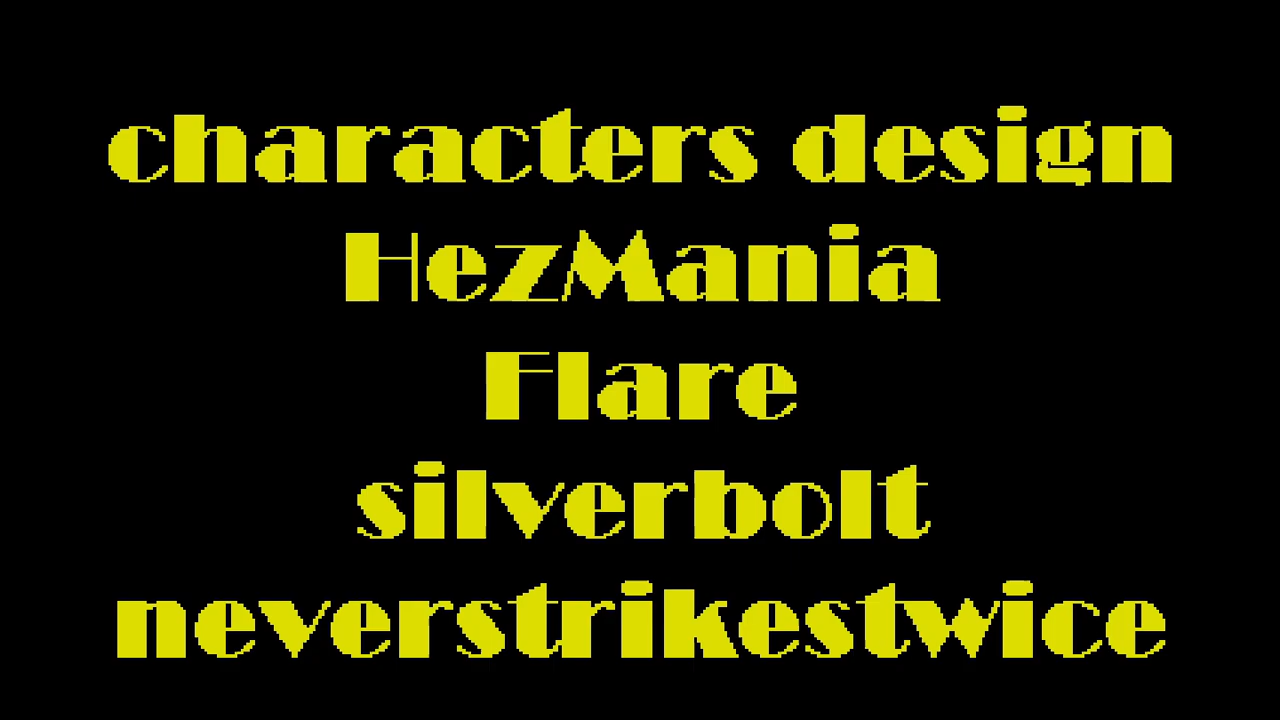 characters design
HezMania
Flare
silverbolt
neverstrikestwice